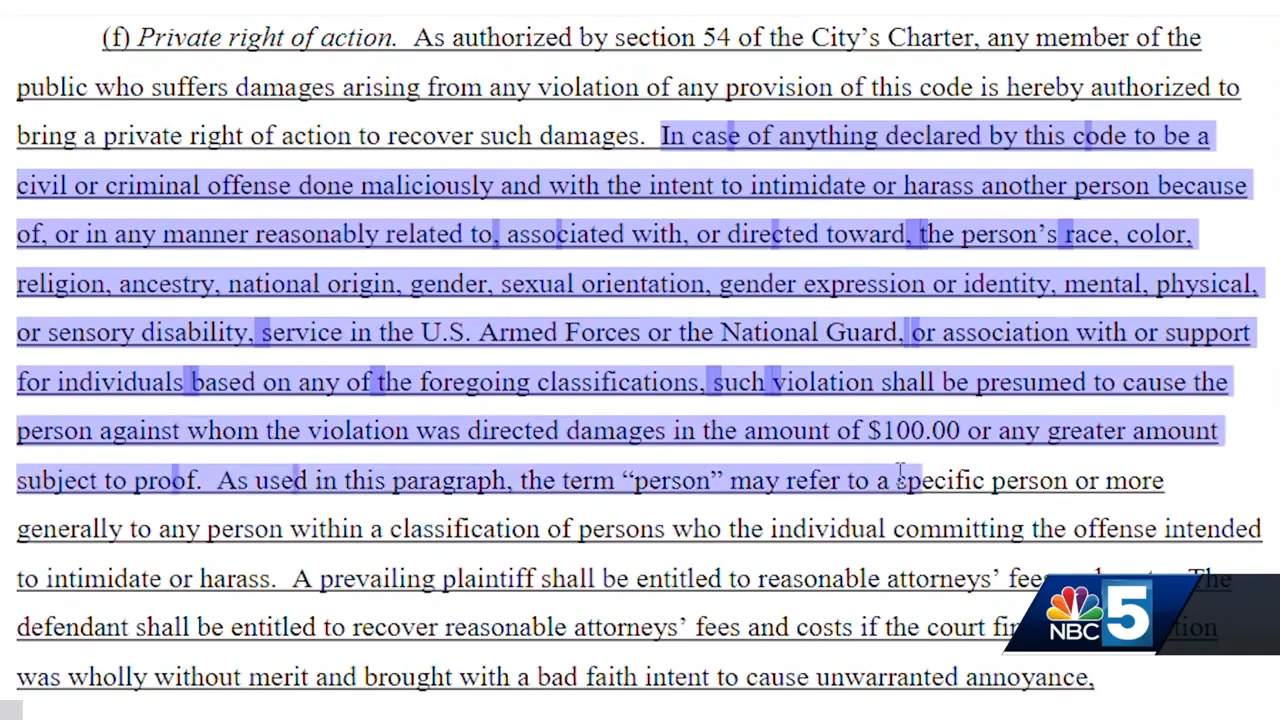 (f) Private right of action. As authorized by section 54 of the City's Charter, any member of the
public who suffers damages arising from any violation of any provision of this code is hereby authorized to
bring a private right of action to recover such damages. In case of anything declared by this code to be a
civil or criminal offense done maliciously and with the intent to intimidate or harass another person because
of, or in any manner reasonably related to, associated with, or directed toward, the person's race, color,
religion, ancestry, national origin, gender, sexual orientation, gender expression or identity, mental, physical,
or sensory disability, service in the U.S. Armed Forces or the National Guard, or association with or support
for individuals based on any of the foregoing classifications, such violation shall be presumed to cause the
person against whom the violation was directed damages in the amount of $100.00 or any greater amount
subject to proof. As used in this paragraph, the term “person” may refer to a specific person or more
generally to any person within a classification of persons who the individual committing the offense intended
to intimidate or harass. A prevailing plaintiff shall be entitled to reasonable attorneys' The
defendant shall be entitled to recover reasonable attorneys' fees and costs if the court
was wholly without merit and brought with a bad faith intent to cause unwarranted annoyance,
NBC 5